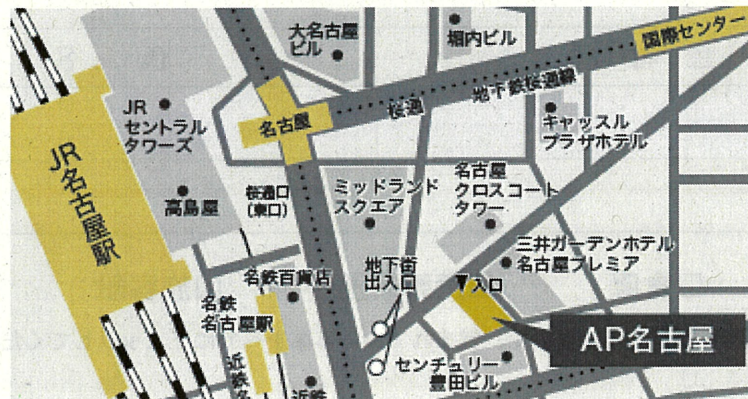 大名古屋
ビル
堀内ビル
国際センター
JR
セントラル
タワーズ
名古屋
桜通
地下鉄桜通線
キャッスル
プラザホテル
JR名古屋駅
高島屋
桜通口
(東口)
ミッドランド
スクエア
名古屋
クロスコート
タワー
三井ガーデンホテル
名古屋プレミア
名鉄百貨店
地下街
出入口
▼入口
名鉄
名古屋駅
AP名古屋
センチュリー
豊田ビル
近鉄
近鉄